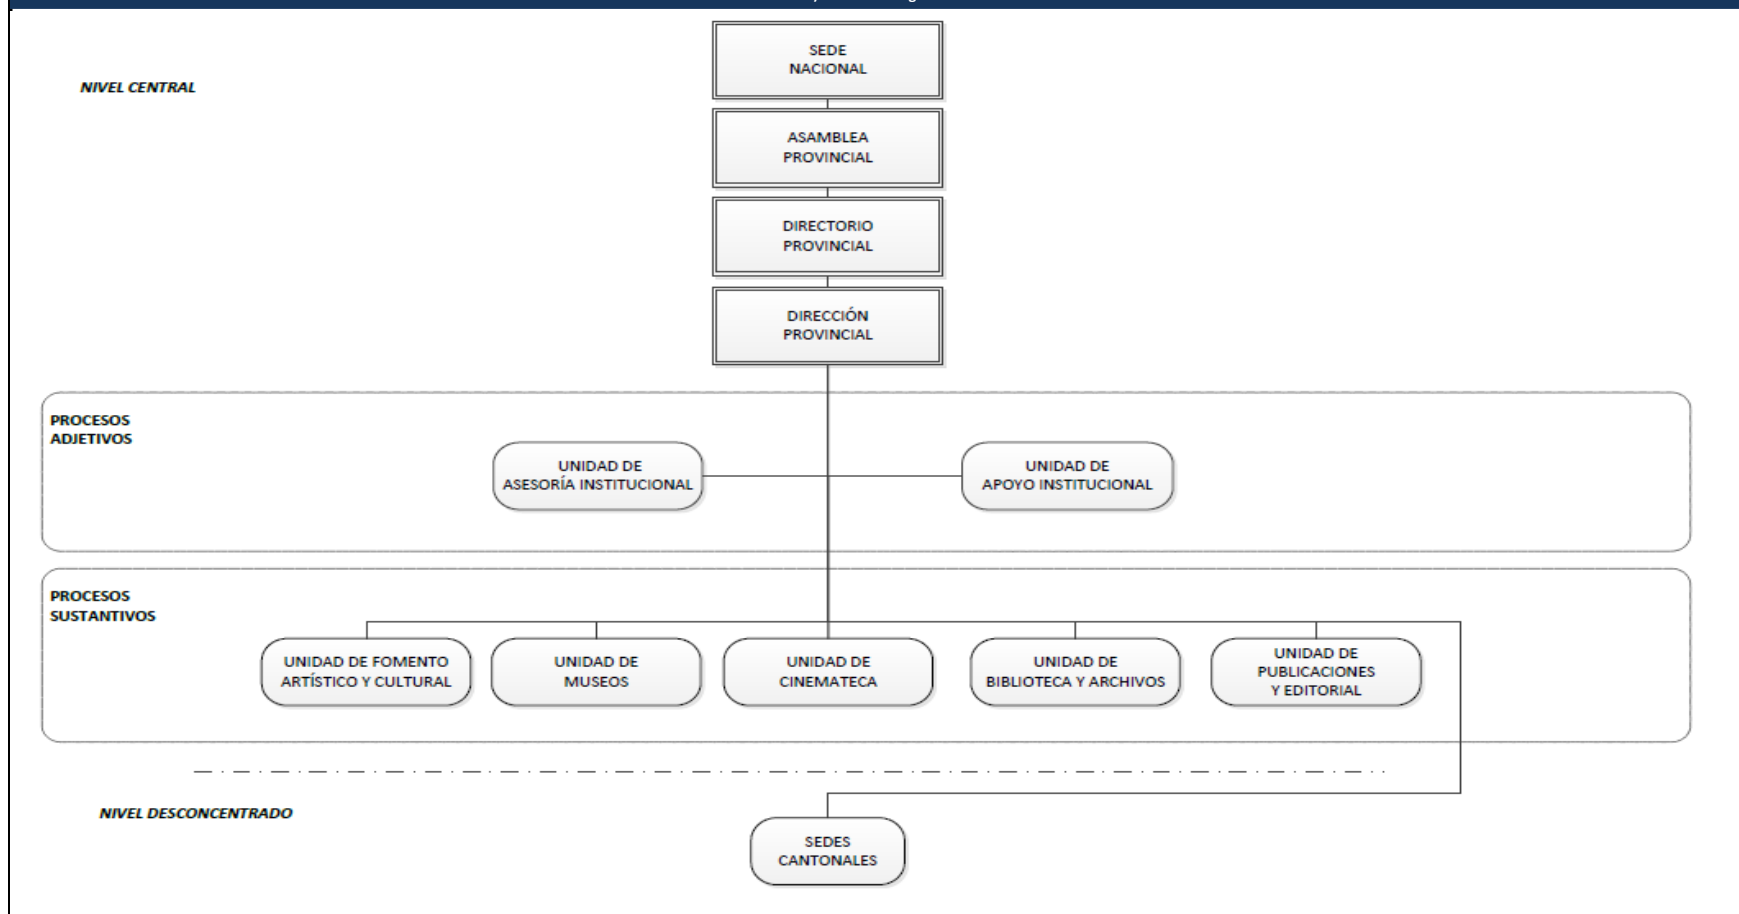 NIVEL CENTRAL
SEDE
NACIONAL
ASAMBLEA
PROVINCIAL
DIRECTORIO
PROVINCIAL
DIRECCIÓN
PROVINCIAL
PROCESOS
ADJETIVOS
UNIDAD DE
ASESORÍA INSTITUCIONAL
UNIDAD DE
APOYO INSTITUCIONAL
PROCESOS
SUSTANTIVOS
UNIDAD DE FOMENTO
ARTÍSTICO Y CULTURAL
UNIDAD DE
MUSEOS
UNIDAD DE
CINEMATECA
UNIDAD DE
BIBLIOTECA Y ARCHIVOS
UNIDAD DE
PUBLICACIONES
Y EDITORIAL
NIVEL DESCONCENTRADO
SEDES
CANTONALES